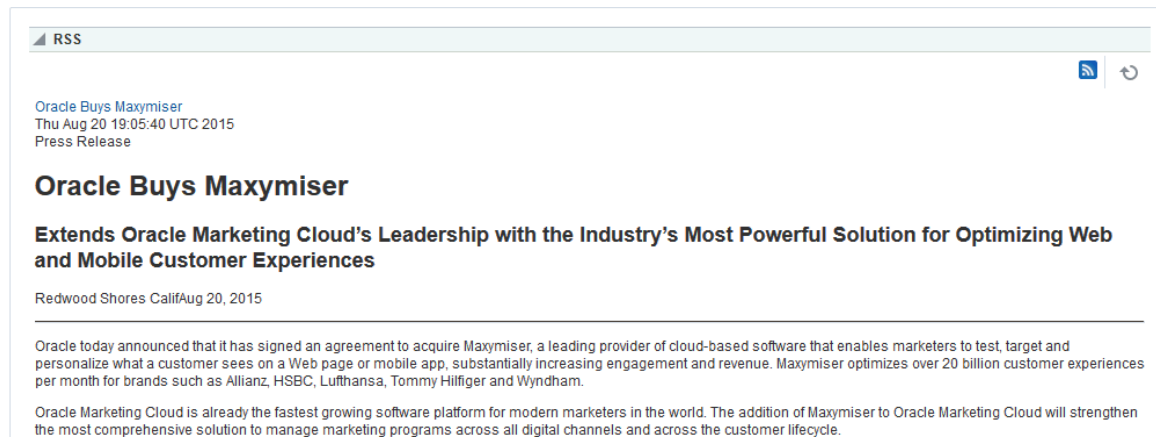 RSS
Oracle Buys Maxymiser
Thu Aug 20 19:05:40 UTC 2015
Press Release
Oracle Buys Maxymiser
Extends Oracle Marketing Cloud’s Leadership with the Industry’s Most Powerful Solution for Optimizing Web
and Mobile Customer Experiences
Redwood Shores CalifAug 20, 2015
Oracle today announced that it has signed an agreement to acquire Maxymiser, a leading provider of cloud-based software that enables marketers to test, target and
personalize what a customer sees on a Web page or mobile app, substantially increasing engagement and revenue. Maxymiser optimizes over 20 billion customer experiences
per month for brands such as Allianz, HSBC, Lufthansa, Tommy Hilfiger and Wyndham.
Oracle Marketing Cloud is already the fastest growing software platform for modern marketers in the world. The addition of Maxymiser to Oracle Marketing Cloud will strengthen
the most comprehensive solution to manage marketing programs across all digital channels and across the customer lifecycle.